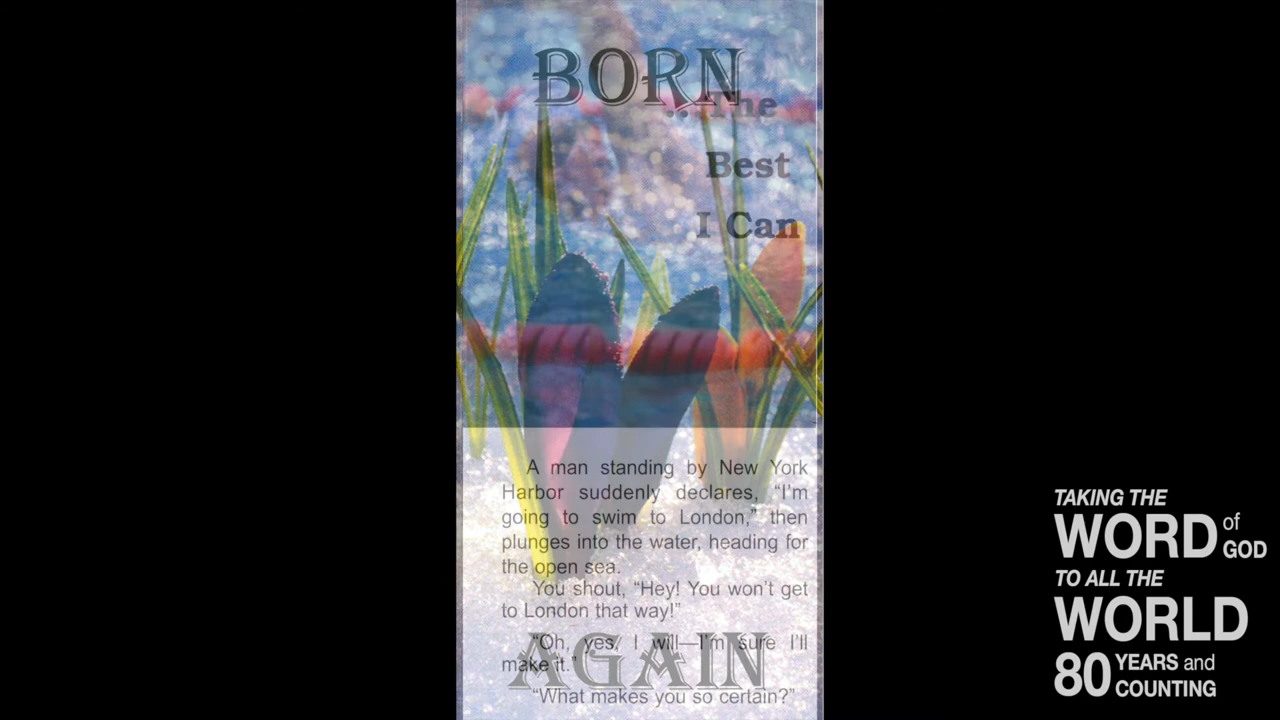 BORN
..The
Best
I Can
A man standing by New York
Harbor suddenly declares, “I’m
going to swim to London,” then
plunges into the water, heading for
the open sea.
You shout, “Hey! You won’t get
to London that way!”
“Oh, yes, I will—I’m sure I’ll
make it.”
AGAIN
“What makes you so certain?”
TAKING THE
WORD of
GOD
TO ALL THE
WORLD
80 YEARS and
COUNTING